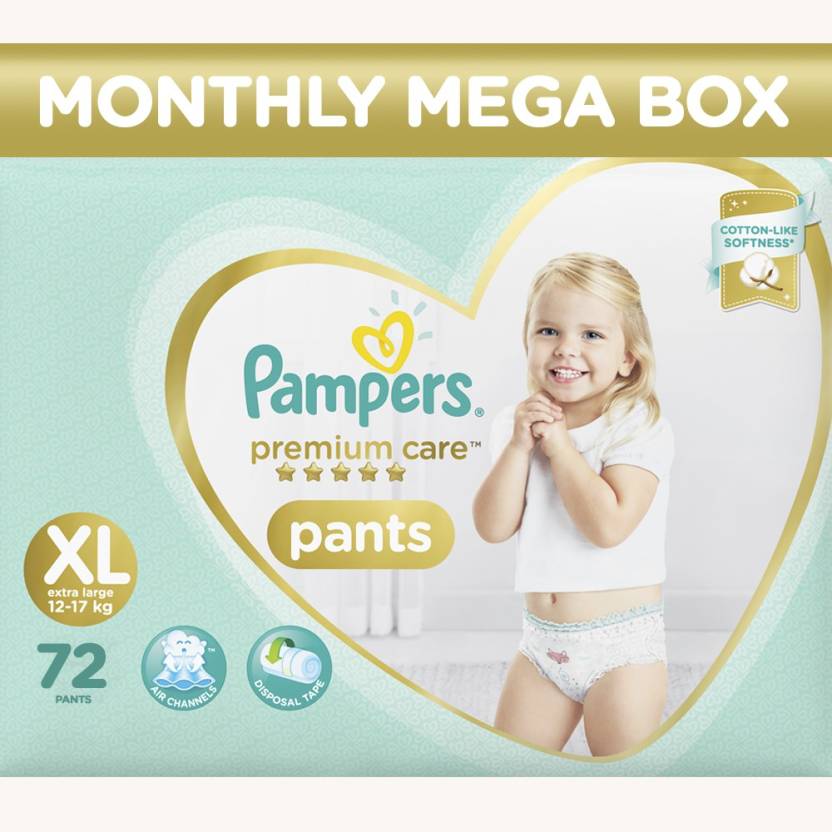 MONTHLY MEGA BOX
COTTON-LIKE
SOFTNESS*
Pampers®
premium care™
pants
XL
extra large
12-17 kg
72
PANTS
AIR CHANNELS™
DISPOSAL TAPE